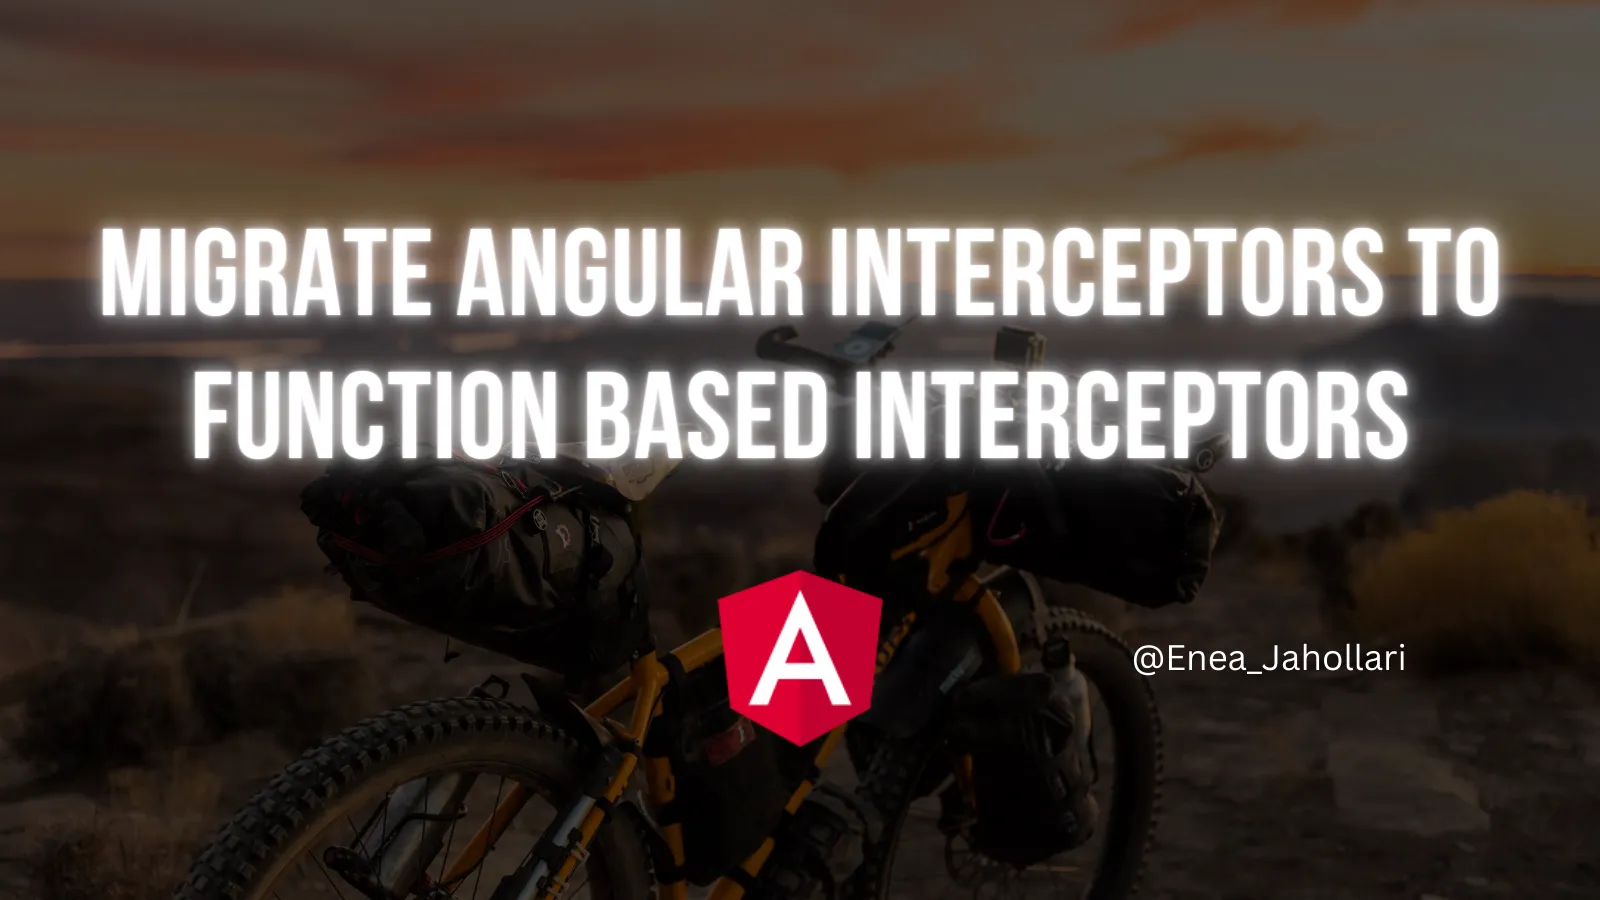 MIGRATE ANGULAR INTERCEPTORS TO
FUNCTION BASED INTERCEPTORS
A
@Enea_Jahollari